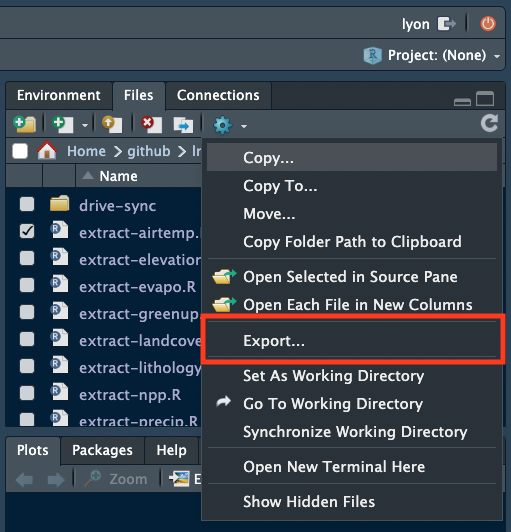 lyon
Project: (None)
Environment Files Connections
Home github
Name
drive-sync
extract-airtemp.
extract-elevation
extract-evapo.R
extract-greenup
extract-landcove
extract-lithology
extract-npp.R
extract-precip.R
Copy...
Copy To...
Move...
Copy Folder Path to Clipboard
Open Selected in Source Pane
Open Each File in New Columns
Export...
Set As Working Directory
Go To Working Directory
Synchronize Working Directory
Open New Terminal Here
Show Hidden Files
Plots Packages Help
Zoom